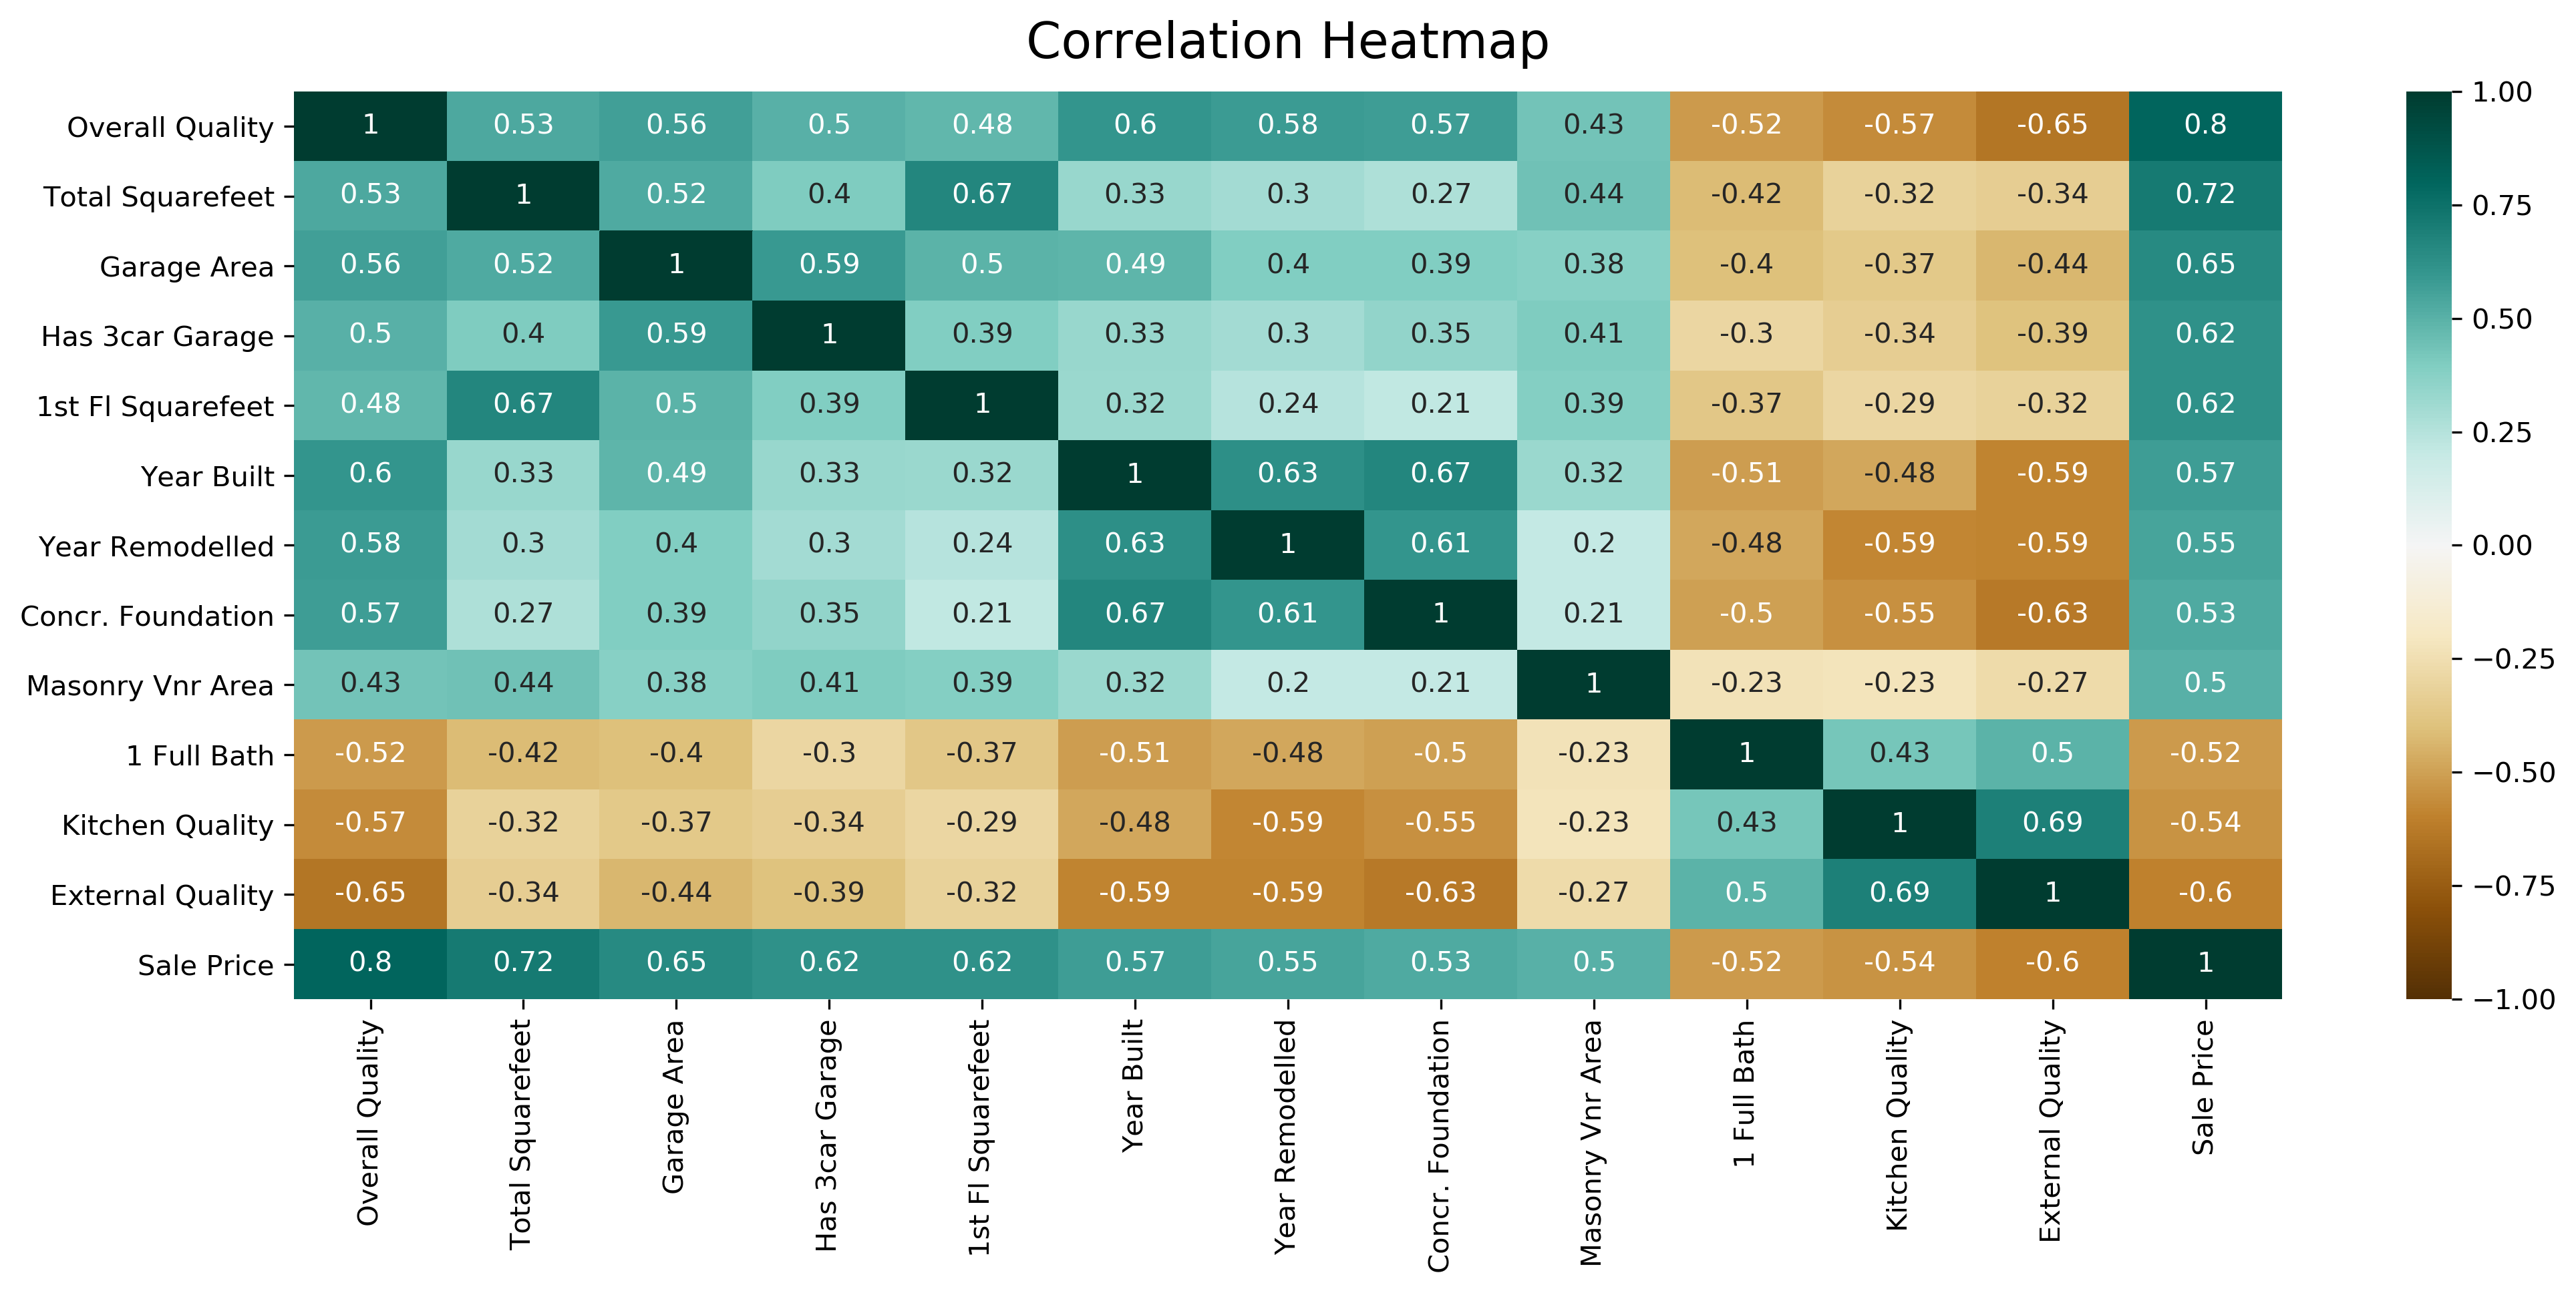 Correlation Heatmap
Overall Quality 1 0.53 0.56 0.5 0.48 0.6 0.58 0.57 0.43 -0.52 -0.57 -0.65 0.8
Total Squarefeet 0.53 1 0.52 0.4 0.67 0.33 0.3 0.27 0.44 -0.42 -0.32 -0.34 0.72
Garage Area 0.56 0.52 1 0.59 0.5 0.49 0.4 0.39 0.38 -0.4 -0.37 -0.44 0.65
Has 3car Garage 0.5 0.4 0.59 1 0.39 0.33 0.3 0.35 0.41 -0.3 -0.34 -0.39 0.62
1st Fl Squarefeet 0.48 0.67 0.5 0.39 1 0.32 0.24 0.21 0.39 -0.37 -0.29 -0.32 0.62
Year Built 0.6 0.33 0.49 0.33 0.32 1 0.63 0.67 0.32 -0.51 -0.48 -0.59 0.57
Year Remodelled 0.58 0.3 0.4 0.3 0.24 0.63 1 0.61 0.2 -0.48 -0.59 -0.59 0.55
Concr. Foundation 0.57 0.27 0.39 0.35 0.21 0.67 0.61 1 0.21 -0.5 -0.55 -0.63 0.53
Masonry Vnr Area 0.43 0.44 0.38 0.41 0.39 0.32 0.2 0.21 1 -0.23 -0.23 -0.27 0.5
1 Full Bath -0.52 -0.42 -0.4 -0.3 -0.37 -0.51 -0.48 -0.5 -0.23 1 0.43 0.5 -0.52
Kitchen Quality -0.57 -0.32 -0.37 -0.34 -0.29 -0.48 -0.59 -0.55 -0.23 0.43 1 0.69 -0.54
External Quality -0.65 -0.34 -0.44 -0.39 -0.32 -0.59 -0.59 -0.63 -0.27 0.5 0.69 1 -0.6
Sale Price 0.8 0.72 0.65 0.62 0.62 0.57 0.55 0.53 0.5 -0.52 -0.54 -0.6 1
Overall Quality
Total Squarefeet
Garage Area
Has 3car Garage
1st Fl Squarefeet
Year Built
Year Remodelled
Concr. Foundation
Masonry Vnr Area
1 Full Bath
Kitchen Quality
External Quality
Sale Price
1.00
0.75
0.50
0.25
0.00
−0.25
−0.50
−0.75
−1.00